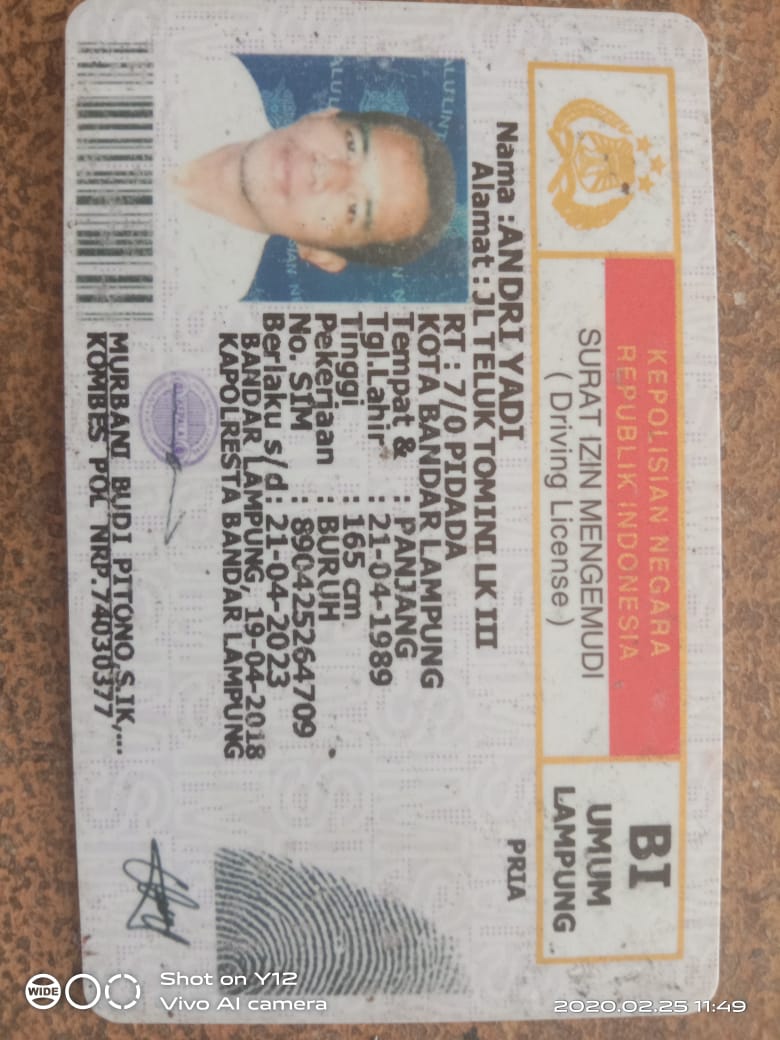 KEPOLISIAN NEGARA
REPUBLIK INDONESIA
SURAT IZIN MENGEMUDI
( Driving License )
BI
UMUM
LAMPUNG
Nama : ANDRI YADI
PRIA
Alamat : JL TELUK TOMINI LK III
RT : 7/0 PIDADA
KOTA BANDAR LAMPUNG
Tempat & : PANJANG
Tgl.Lahir : 21-04-1989
Tinggi : 165 cm
Pekerjaan : BURUH
No. SIM : 890425264709
Berlaku s/d : 21-04-2023
BANDAR LAMPUNG, 19-04-2018
KAPOLRESTA BANDAR LAMPUNG
MURBANI BUDI PITONO,S.IK,...
KOMBES POL NRP.74030377
WIDE
Shot on Y12
Vivo AI camera
2020.02.25 11:49